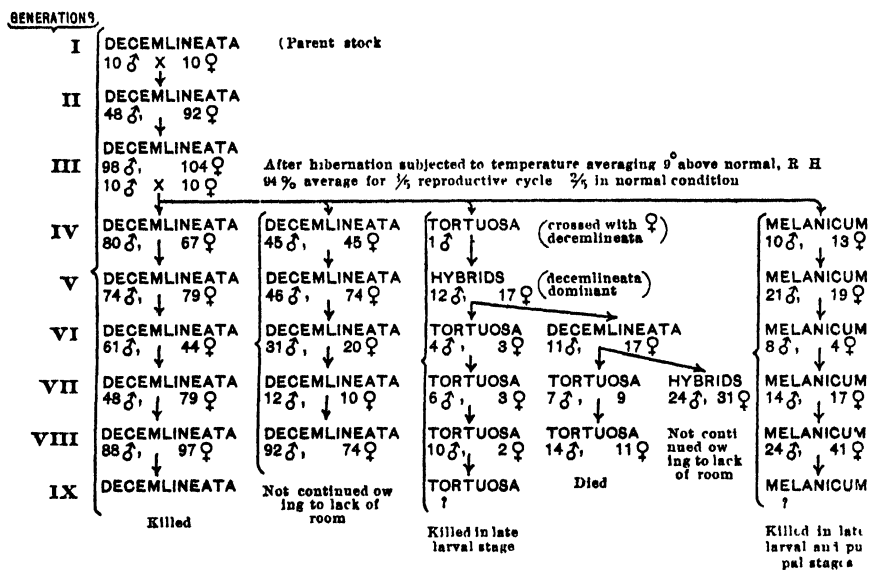 GENERATIONS
I DECEMLINEATA (Parent stock
10♂ X 10♀
II DECEMLINEATA
48♂, 92♀
III DECEMLINEATA
98♂, 104♀ After hibernation subjected to temperature averaging 9° above normal, R H
10♂ X 10♀ 94% average for 1/5 reproductive cycle 2/5 in normal condition
IV DECEMLINEATA DECEMLINEATA TORTUOSA (crossed with ♀ MELANICUM
80♂, 67♀ 45♂, 45♀ 1♂ decemlineata) 10♂, 13♀
V DECEMLINEATA DECEMLINEATA HYBRIDS (decemlineata MELANICUM
74♂, 79♀ 46♂, 74♀ 12♂, 17♀ dominant) 21♂, 19♀
VI DECEMLINEATA DECEMLINEATA TORTUOSA DECEMLINEATA MELANICUM
61♂, 44♀ 31♂, 20♀ 4♂, 3♀ 11♂, 17♀ 8♂, 4♀
VII DECEMLINEATA DECEMLINEATA TORTUOSA TORTUOSA HYBRIDS MELANICUM
48♂, 79♀ 12♂, 10♀ 6♂, 3♀ 7♂, 9 24♂, 31♀ 14♂, 17♀
VIII DECEMLINEATA DECEMLINEATA TORTUOSA TORTUOSA Not conti MELANICUM
88♂, 97♀ 92♂, 74♀ 10♂, 2♀ 14♂, 11♀ nued ow 24♂, 41♀
ing to lack
of room
IX DECEMLINEATA Not continued ow TORTUOSA Died MELANICUM
ing to lack of ? ?
room
Killed Killed in late Killed in late
larval stage larval and pu
pal stages